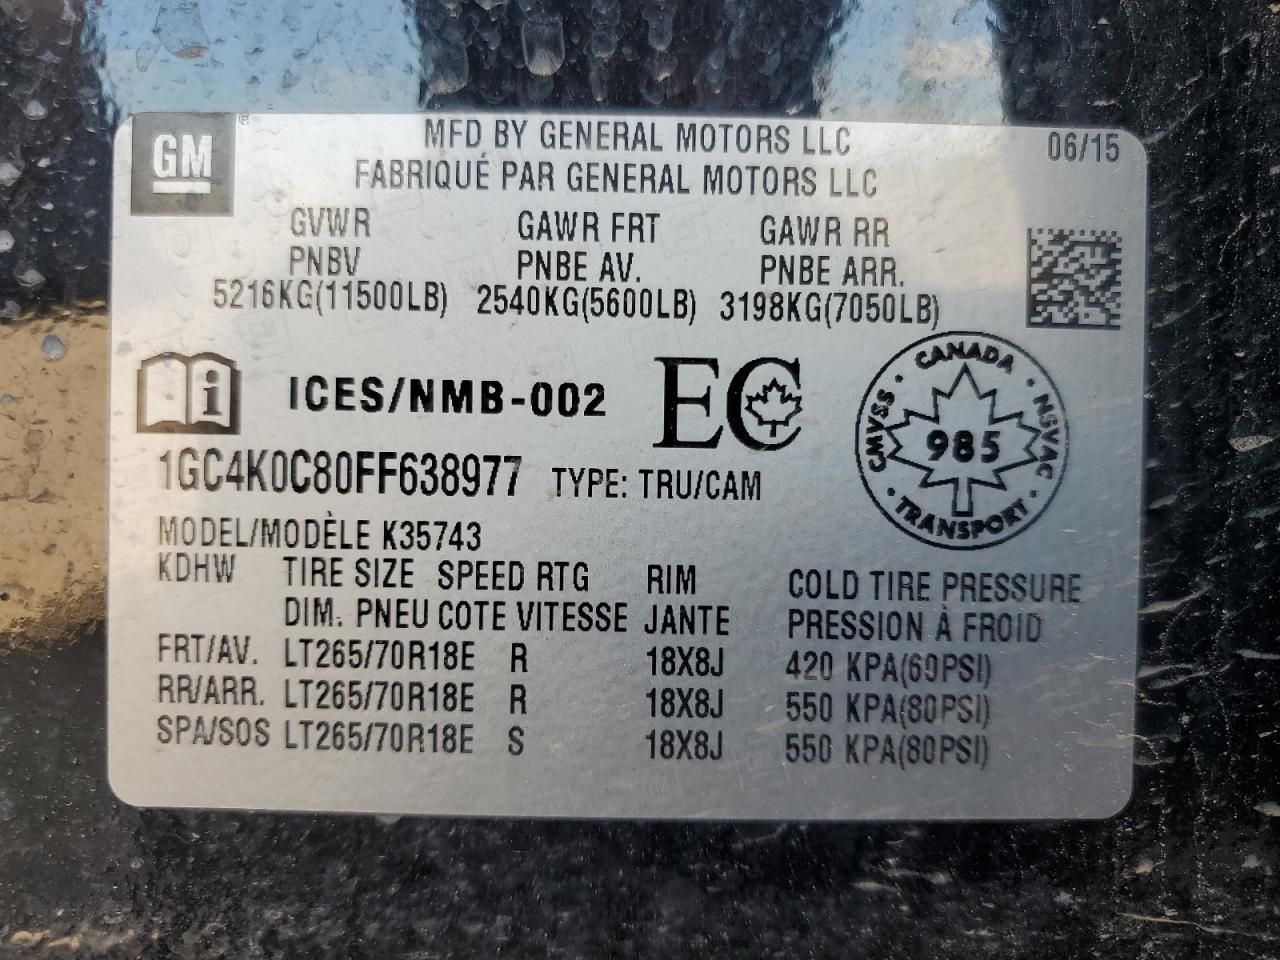 GM ®
MFD BY GENERAL MOTORS LLC 06/15
FABRIQUÉ PAR GENERAL MOTORS LLC
GVWR GAWR FRT GAWR RR
PNBV PNBE AV. PNBE ARR.
5216KG(11500LB) 2540KG(5600LB) 3198KG(7050LB)
i ICES/NMB-002 EC
CANADA
CMVSS 985 NSVAC
TRANSPORT
1GC4K0C80FF638977 TYPE: TRU/CAM
MODEL/MODÈLE K35743
KDHW TIRE SIZE SPEED RTG RIM COLD TIRE PRESSURE
DIM. PNEU COTE VITESSE JANTE PRESSION À FROID
FRT/AV. LT265/70R18E R 18X8J 420 KPA(60PSI)
RR/ARR. LT265/70R18E R 18X8J 550 KPA(80PSI)
SPA/SOS LT265/70R18E S 18X8J 550 KPA(80PSI)